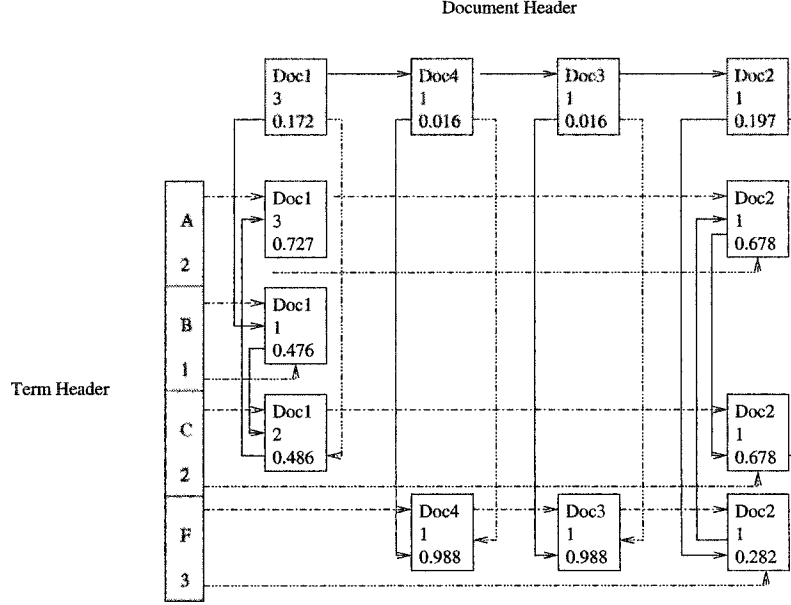 Document Header
Doc1
3
0.172
Doc4
1
0.016
Doc3
1
0.016
Doc2
1
0.197
A
2
Doc1
3
0.727
Doc2
1
0.678
B
1
Doc1
1
0.476
Term Header
C
2
Doc1
2
0.486
Doc2
1
0.678
F
3
Doc4
1
0.988
Doc3
1
0.988
Doc2
1
0.282